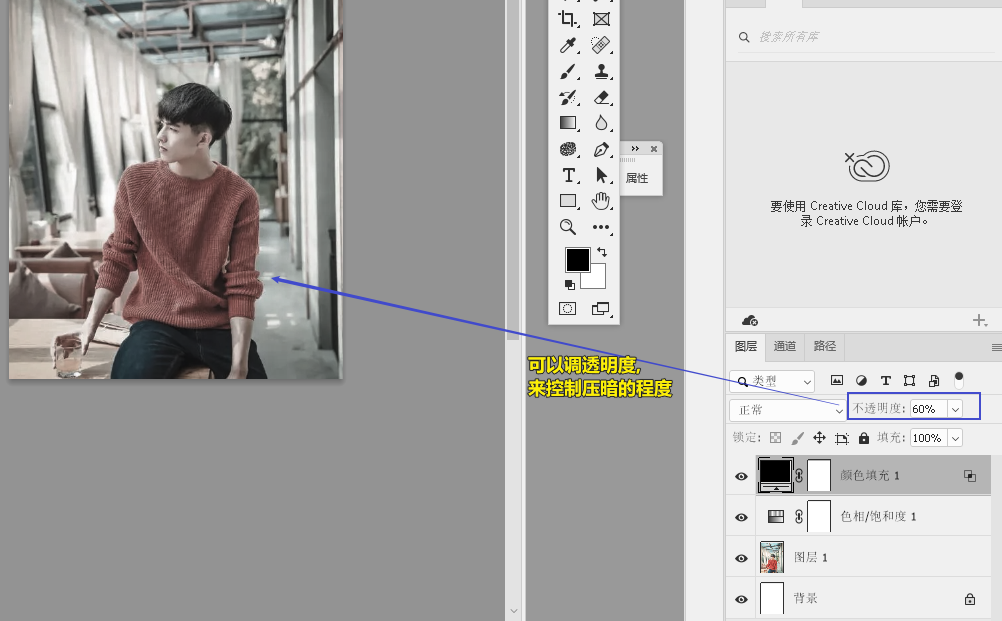 搜索所有库
要使用 Creative Cloud 库，您需要登
录 Creative Cloud 帐户。
属性
图层
通道
路径
类型
正常
不透明度:
60%
锁定:
填充:
100%
颜色填充 1
色相/饱和度 1
图层 1
背景
可以调透明度,
来控制压暗的程度